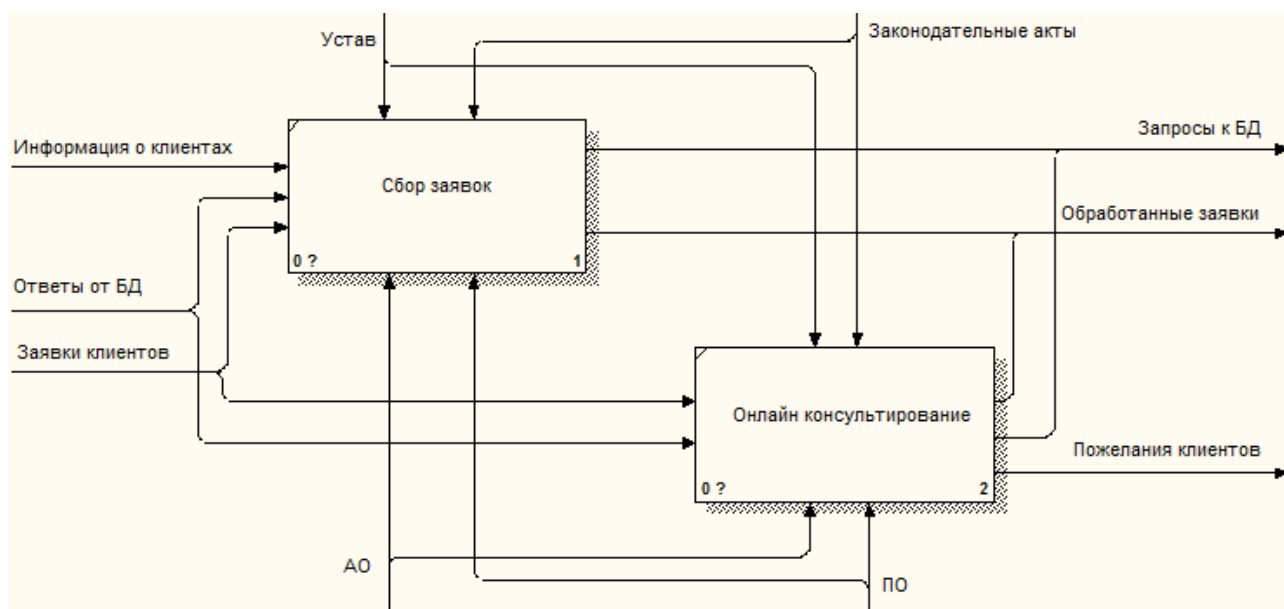 Устав
Законодательные акты
Информация о клиентах
Запросы к БД
Сбор заявок
Обработанные заявки
0 ?
1
Ответы от БД
Заявки клиентов
Онлайн консультирование
Пожелания клиентов
0 ?
2
АО
ПО